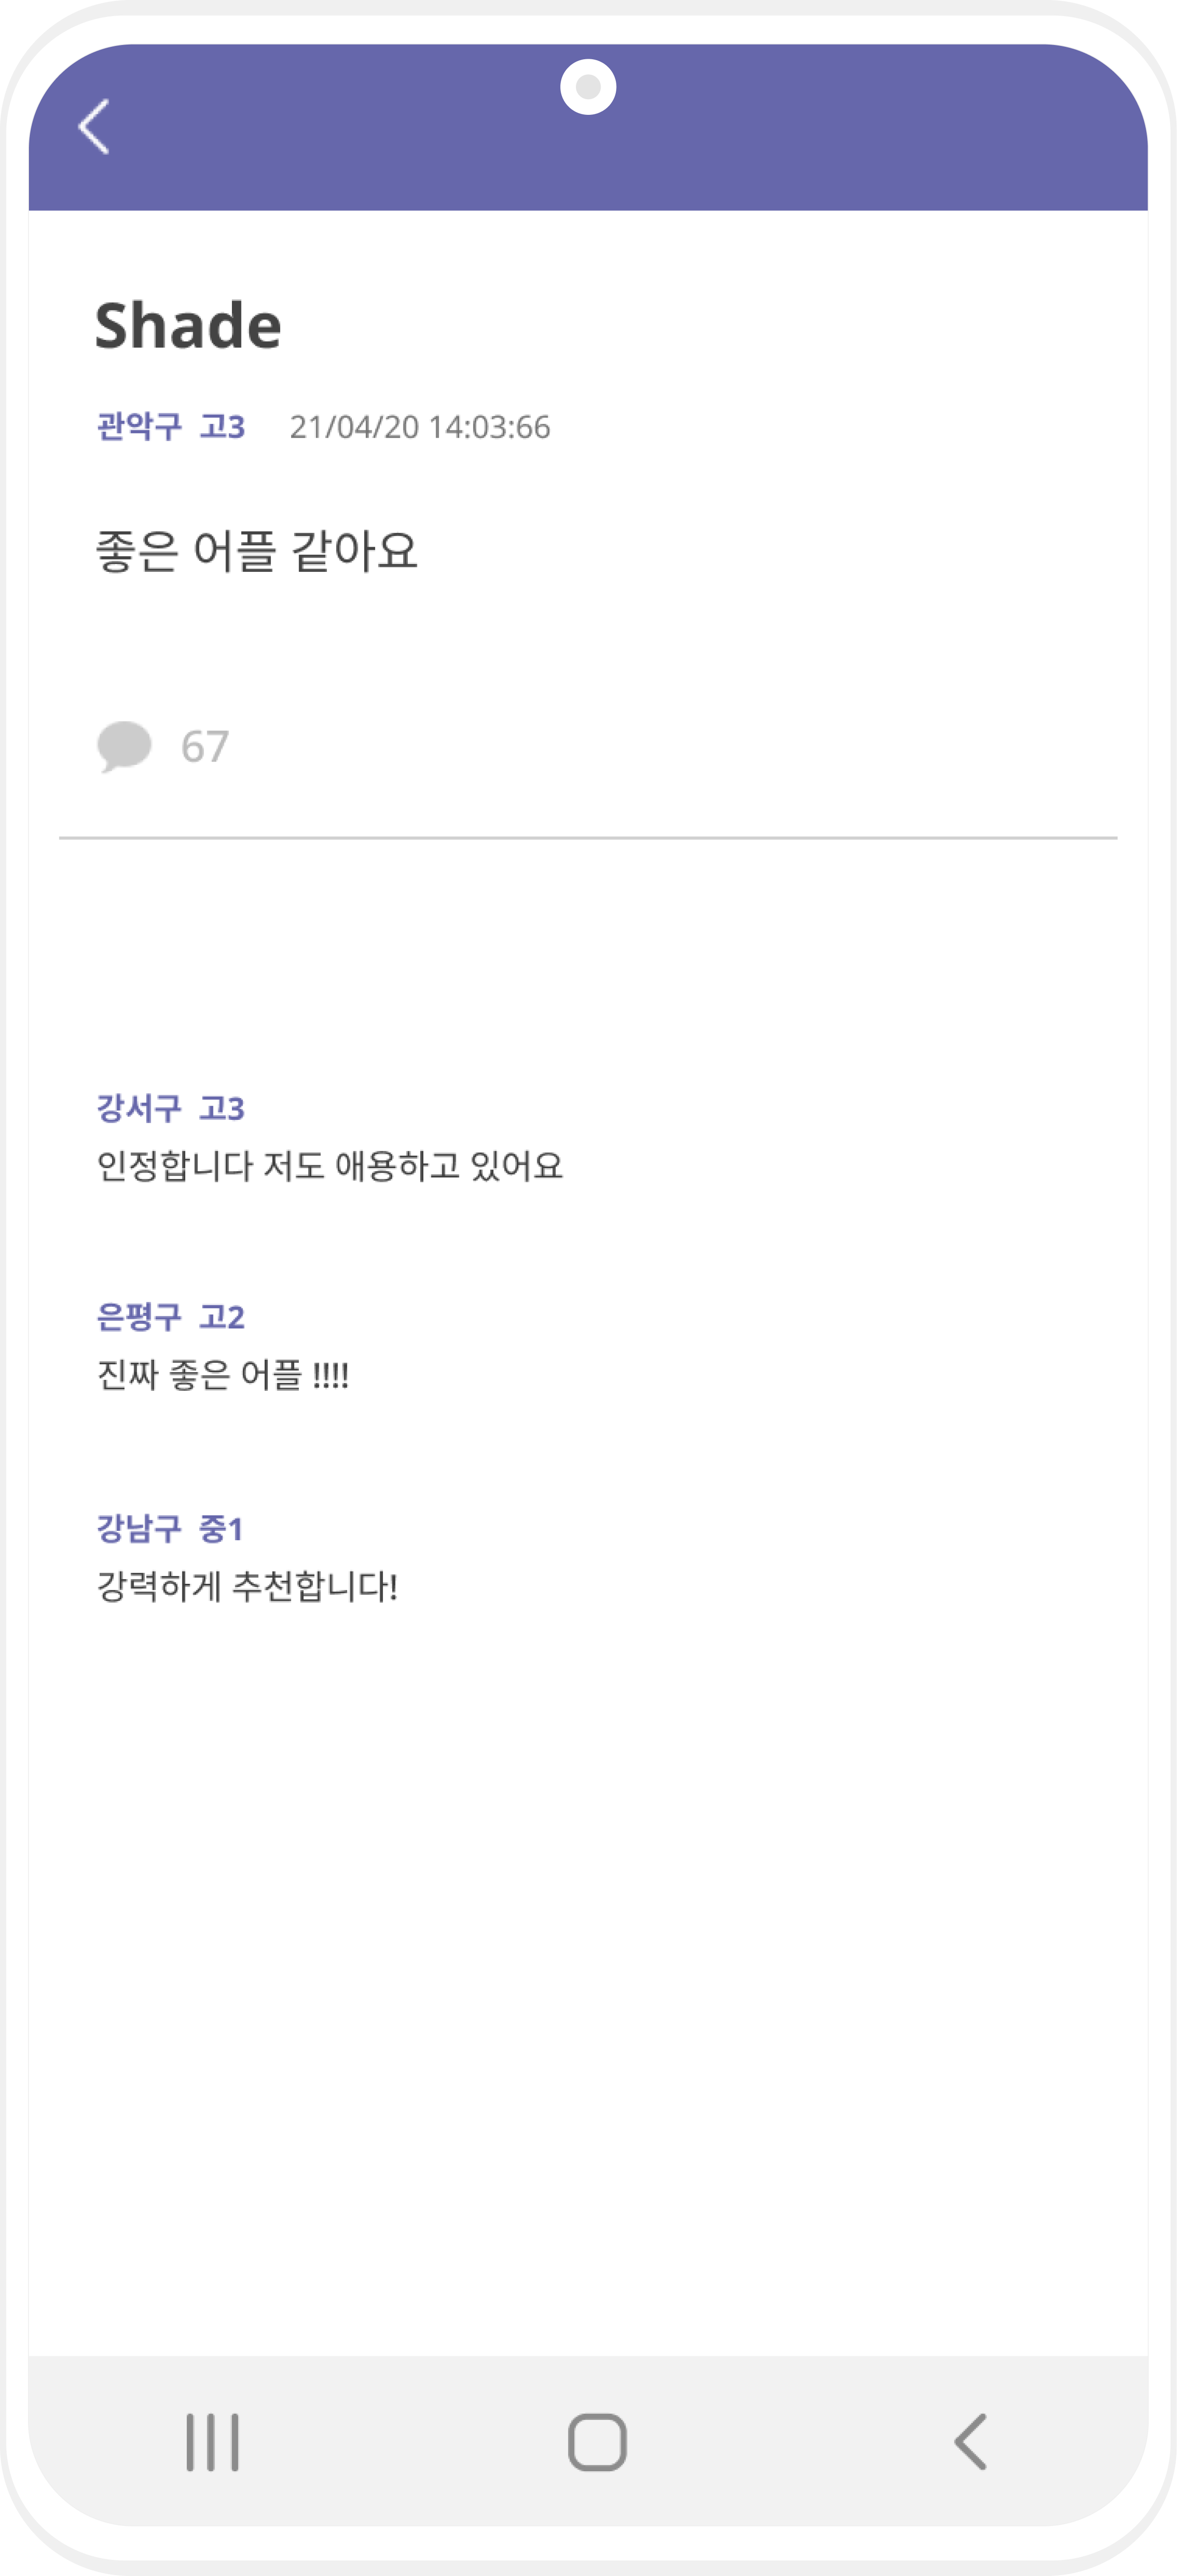 Shade
관악구 고3 21/04/20 14:03:66
좋은 어플 같아요
67
강서구 고3
인정합니다 저도 애용하고 있어요
은평구 고2
진짜 좋은 어플 !!!!
강남구 중1
강력하게 추천합니다!